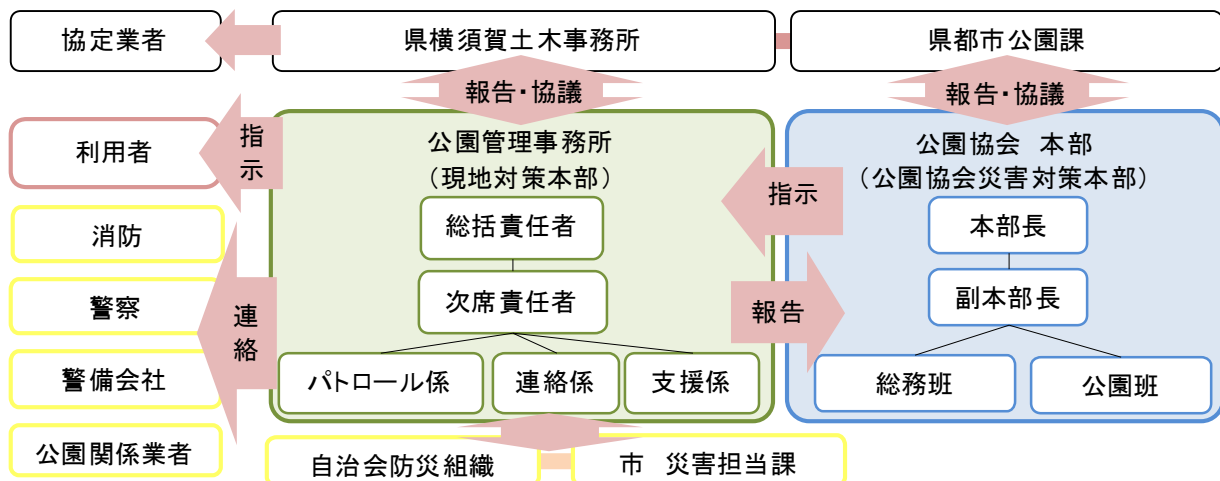 協定業者
県横須賀土木事務所
県都市公園課
報告・協議
報告・協議
利用者
指示
公園管理事務所
（現地対策本部）
公園協会 本部
（公園協会災害対策本部）
指示
総括責任者
本部長
消防
警察
連絡
次席責任者
報告
副本部長
警備会社
パトロール係
連絡係
支援係
総務班
公園班
公園関係業者
自治会防災組織
市 災害担当課